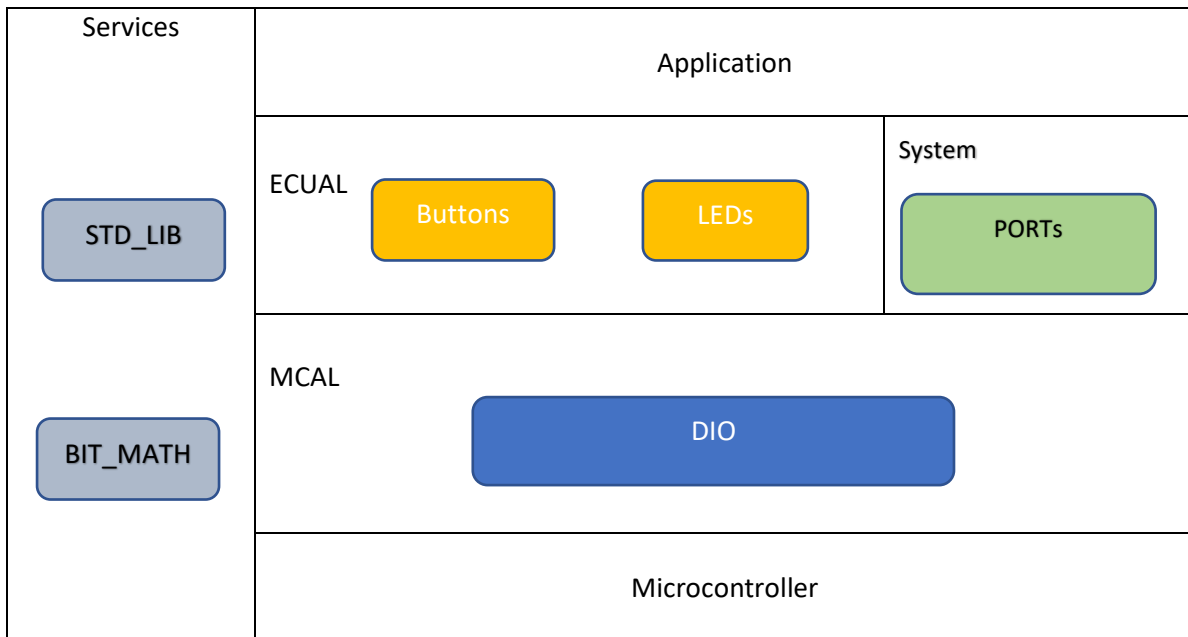 Services
Application
System
ECUAL
Buttons
LEDs
STD_LIB
PORTs
MCAL
DIO
BIT_MATH
Microcontroller